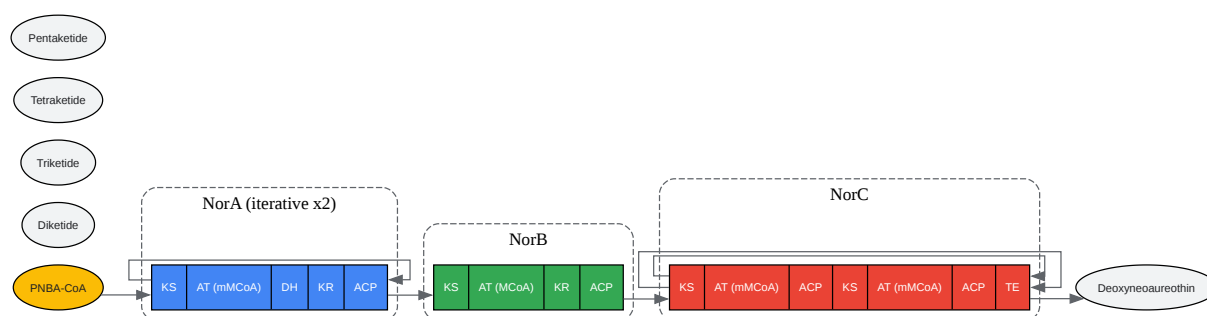 Pentaketide
Tetraketide
Triketide
Diketide
PNBA-CoA
NorA (iterative x2)
KS AT (mMCoA) DH KR ACP
NorB
KS AT (MCoA) KR ACP
NorC
KS AT (mMCoA) ACP KS AT (mMCoA) ACP TE
Deoxyneoaureothin